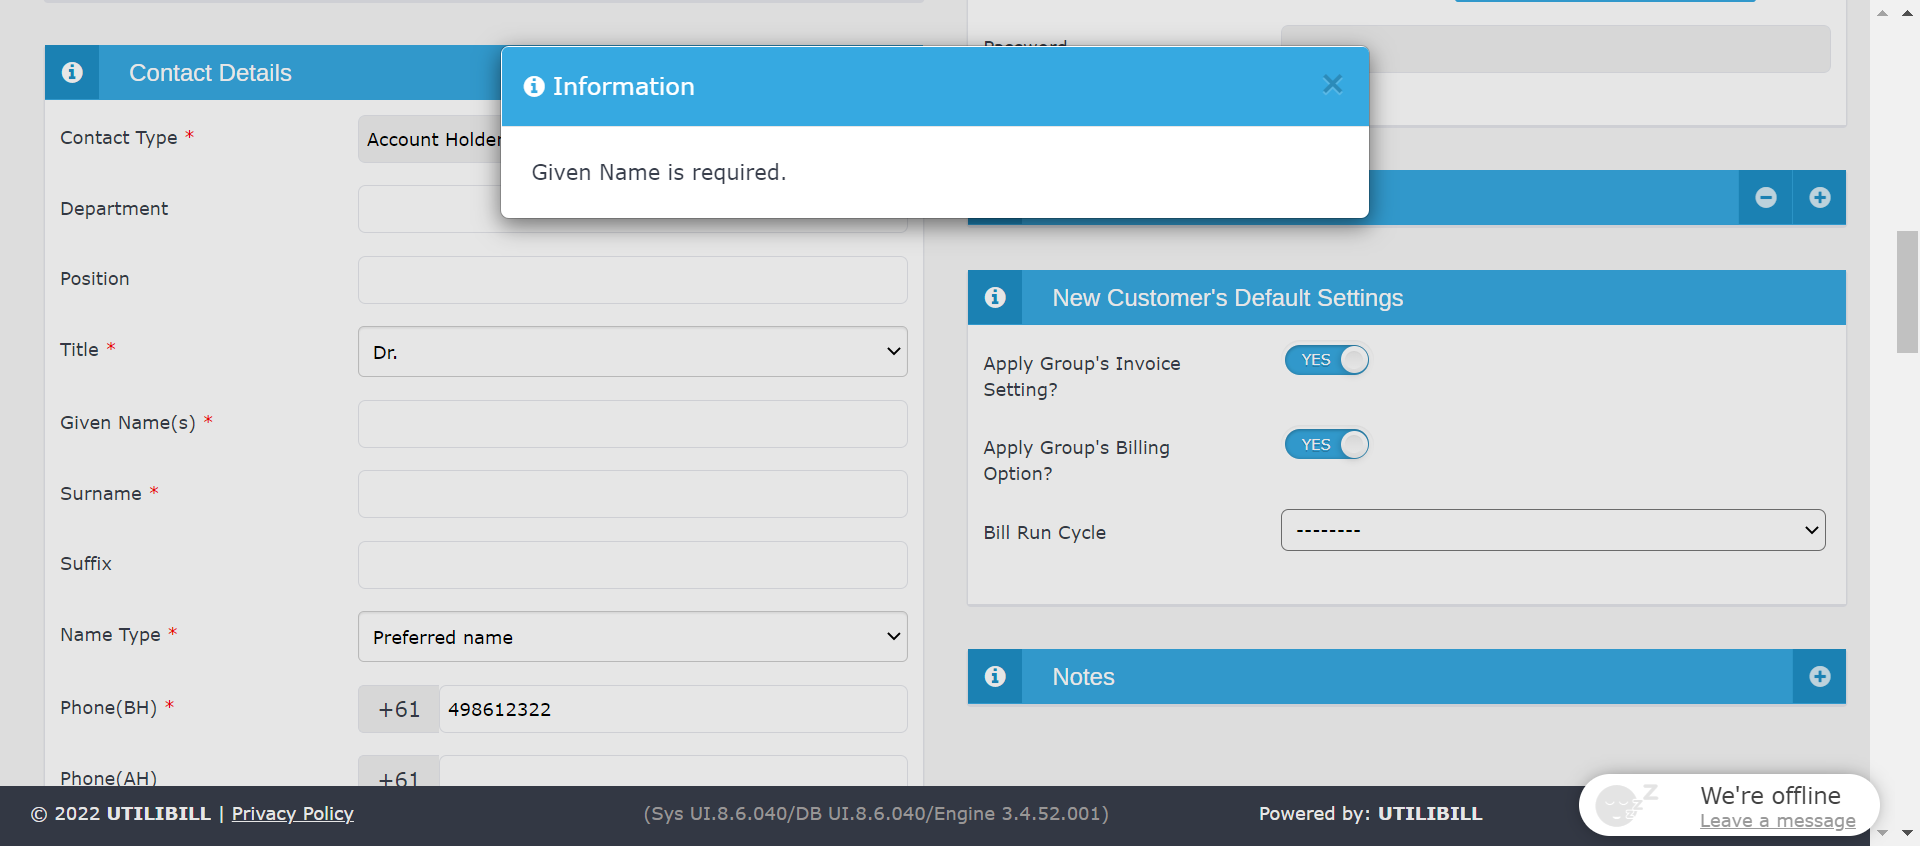 Password
Contact Details
Information
Given Name is required.
Contact Type *
Account Holder
Department
Position
Title *
Dr.
Given Name(s) *
Surname *
Suffix
Name Type *
Preferred name
Phone(BH) *
+61
498612322
Phone(AH)
+61
New Customer's Default Settings
Apply Group's Invoice
Setting?
YES
Apply Group's Billing
Option?
YES
Bill Run Cycle
--------
Notes
© 2022 UTILIBILL | Privacy Policy
(Sys UI.8.6.040/DB UI.8.6.040/Engine 3.4.52.001)
Powered by: UTILIBILL
We're offline
Leave a message